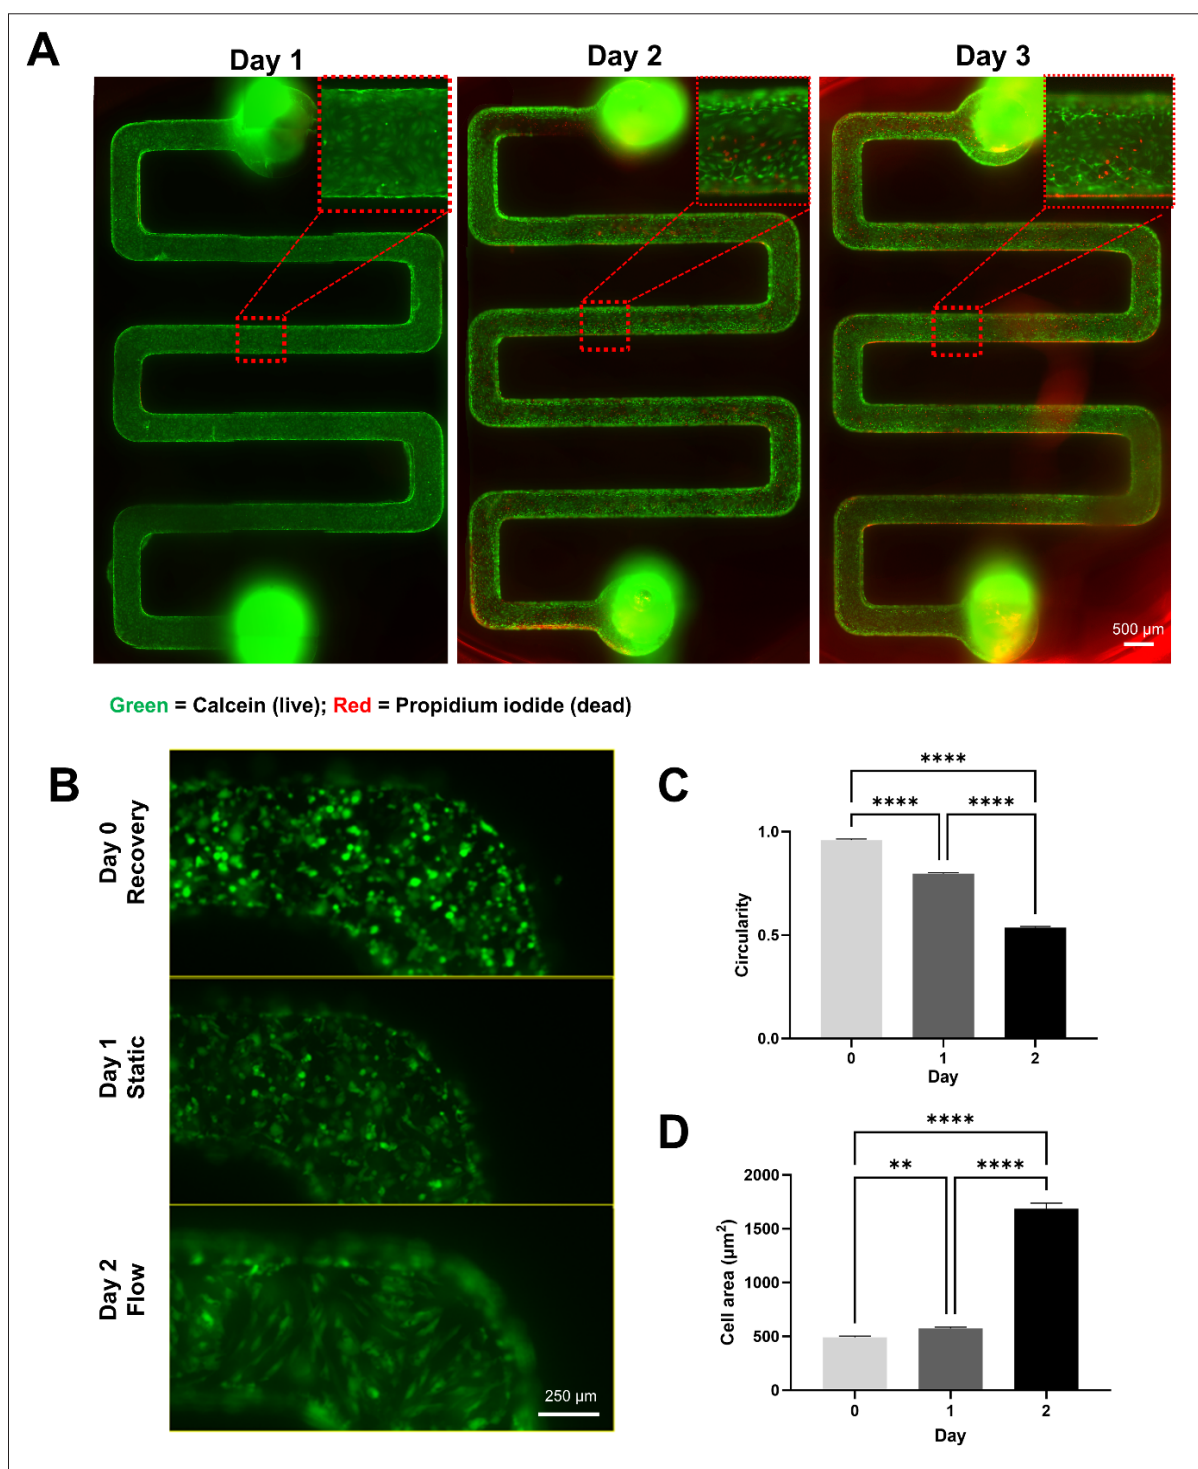 A
Day 1
Day 2
Day 3
500 µm
Green = Calcein (live); Red = Propidium iodide (dead)
B
Day 0
Recovery
Day 1
Static
Day 2
Flow
250 µm
C
****
**** ****
1.0
0.5
0.0
Circularity
0 1 2
Day
D
****
** ****
2000
1500
1000
500
0
Cell area (µm²)
0 1 2
Day